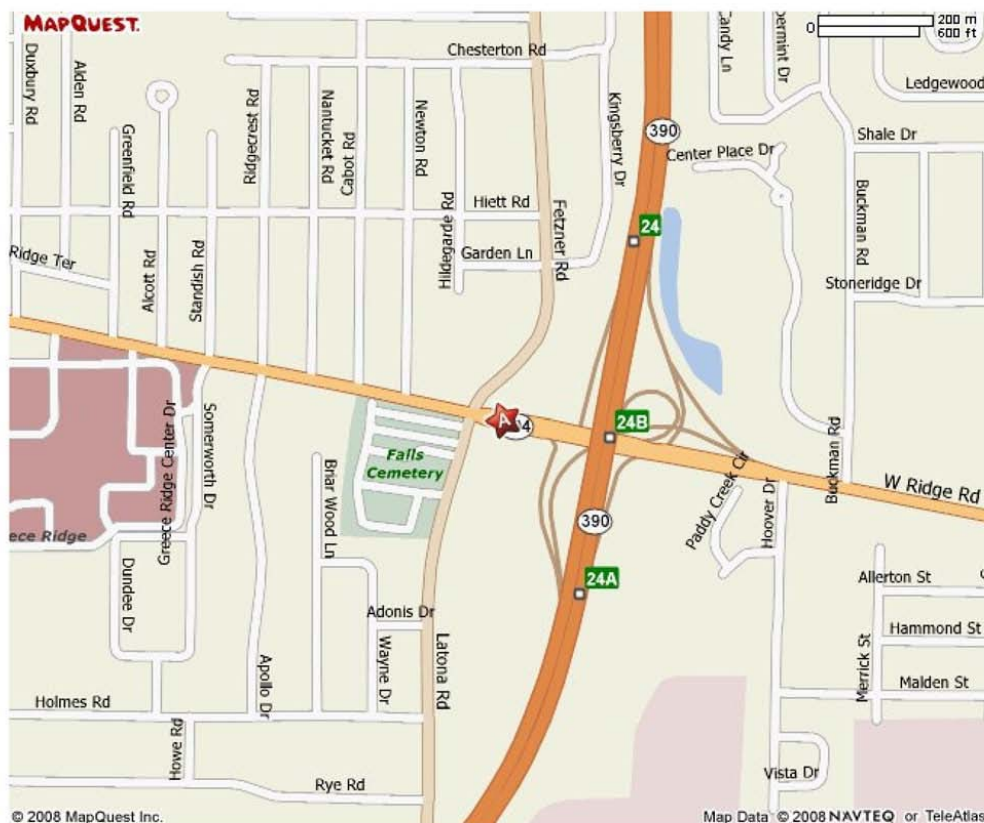 MAPQUEST.
0
200 m
600 ft
Duxbury Rd
Alden Rd
Greenfield Rd
Alcott Rd
Standish Rd
Ridgecrest Rd
Nantucket Rd
Cabot Rd
Newton Rd
Hildegarde Rd
Chesterton Rd
Kingsberry Dr
390
Candy Ln
permint Dr
Ledgewood
Shale Dr
Center Place Dr
Buckman Rd
Hiett Rd
Fetzner Rd
24
Garden Ln
Ridge Ter
Stoneridge Dr
A
4
24B
Falls
Cemetery
Greece Ridge Center Dr
Somerworth Dr
Briar Wood Ln
Paddy Creek Cir
Hoover Dr
Buckman Rd
W Ridge Rd
390
ece Ridge
24A
Allerton St
Dundee Dr
Adonis Dr
Hammond St
Latona Rd
Wayne Dr
Apollo Dr
Merrick St
Malden St
Holmes Rd
Howe Rd
Rye Rd
Vista Dr
© 2008 MapQuest Inc.
Map Data © 2008 NAVTEQ or TeleAtlas